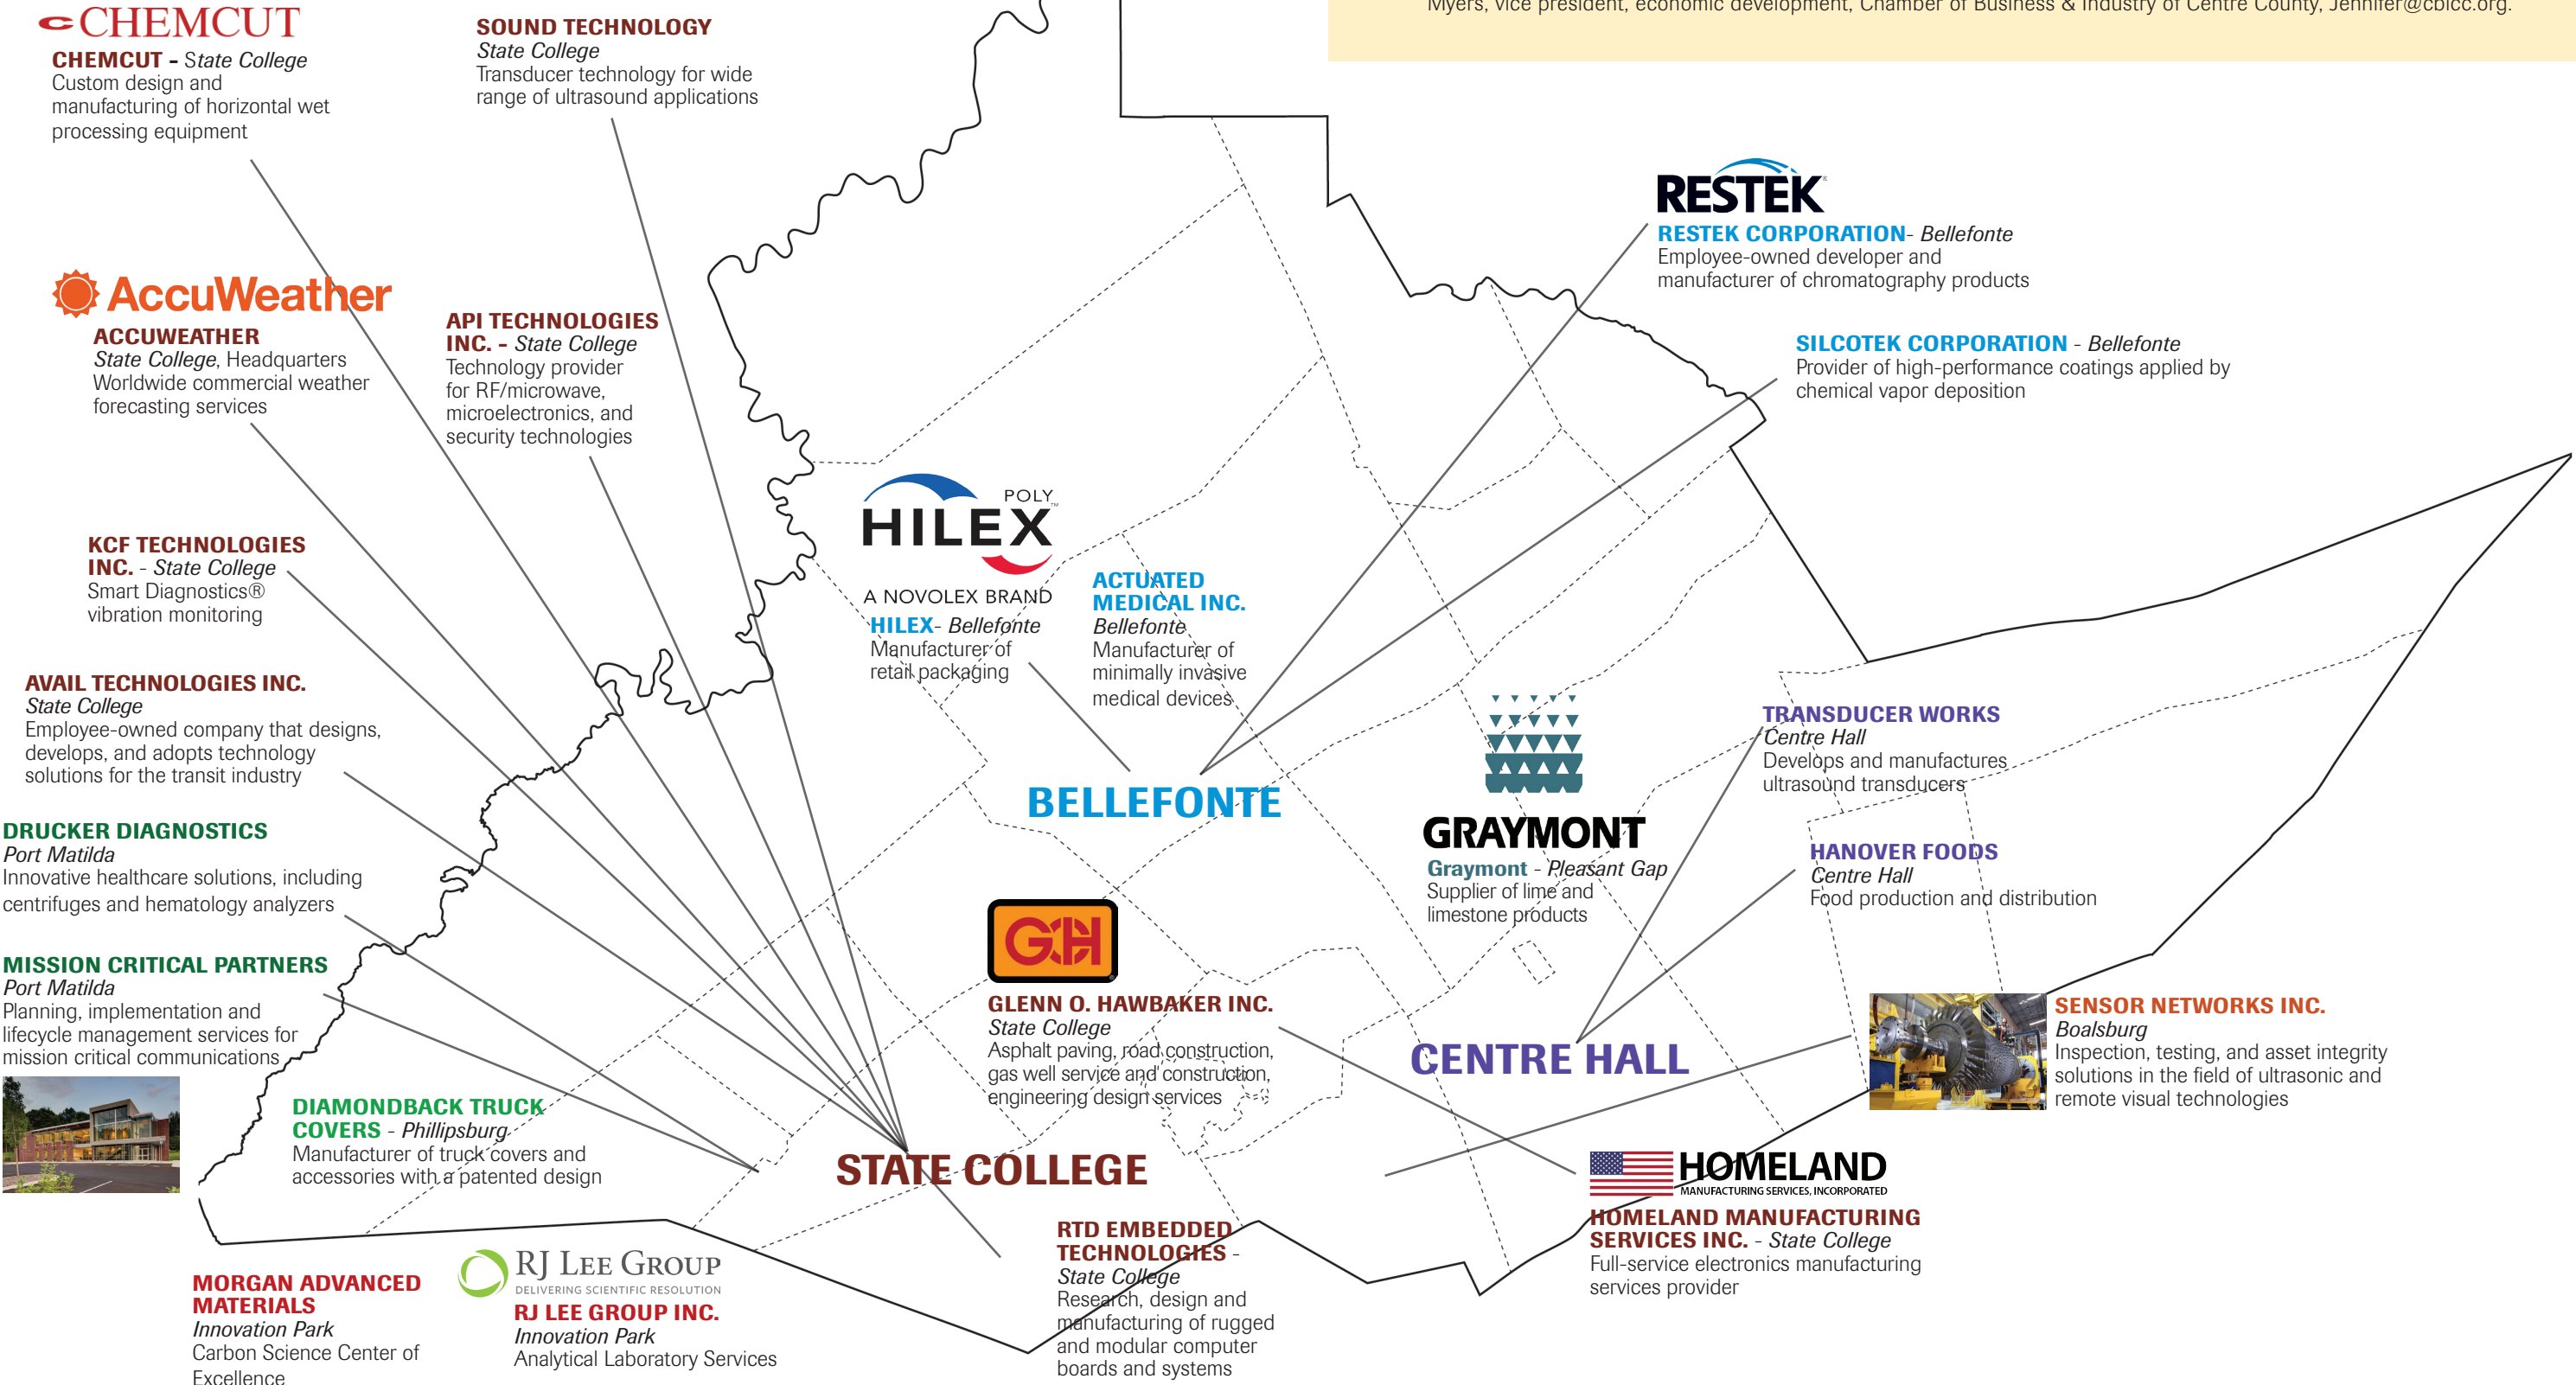 Myers, vice president, economic development, Chamber of Business & Industry of Centre County, Jennifer@cbicc.org.
CHEMCUT
CHEMCUT - State College
Custom design and
manufacturing of horizontal wet
processing equipment
SOUND TECHNOLOGY
State College
Transducer technology for wide
range of ultrasound applications
RESTEK
RESTEK CORPORATION- Bellefonte
Employee-owned developer and
manufacturer of chromatography products
AccuWeather
ACCUWEATHER
State College, Headquarters
Worldwide commercial weather
forecasting services
API TECHNOLOGIES
INC. - State College
Technology provider
for RF/microwave,
microelectronics, and
security technologies
SILCOTEK CORPORATION - Bellefonte
Provider of high-performance coatings applied by
chemical vapor deposition
KCF TECHNOLOGIES
INC. - State College
Smart Diagnostics®
vibration monitoring
POLY
HILEX™
A NOVOLEX BRAND
HILEX- Bellefonte
Manufacturer of
retail packaging
ACTUATED
MEDICAL INC.
Bellefonte
Manufacturer of
minimally invasive
medical devices
AVAIL TECHNOLOGIES INC.
State College
Employee-owned company that designs,
develops, and adopts technology
solutions for the transit industry
BELLEFONTE
TRANSDUCER WORKS
Centre Hall
Develops and manufactures
ultrasound transducers
DRUCKER DIAGNOSTICS
Port Matilda
Innovative healthcare solutions, including
centrifuges and hematology analyzers
GRAYMONT
Graymont - Pleasant Gap
Supplier of lime and
limestone products
HANOVER FOODS
Centre Hall
Food production and distribution
MISSION CRITICAL PARTNERS
Port Matilda
Planning, implementation and
lifecycle management services for
mission critical communications
GOH
GLENN O. HAWBAKER INC.
State College
Asphalt paving, road construction,
gas well service and construction,
engineering design services
CENTRE HALL
SENSOR NETWORKS INC.
Boalsburg
Inspection, testing, and asset integrity
solutions in the field of ultrasonic and
remote visual technologies
DIAMONDBACK TRUCK
COVERS - Phillipsburg
Manufacturer of truck covers and
accessories with a patented design
STATE COLLEGE
HOMELAND
MANUFACTURING SERVICES, INCORPORATED
HOMELAND MANUFACTURING
SERVICES INC. - State College
Full-service electronics manufacturing
services provider
RTD EMBEDDED
TECHNOLOGIES -
State College
Research, design and
manufacturing of rugged
and modular computer
boards and systems
MORGAN ADVANCED
MATERIALS
Innovation Park
Carbon Science Center of
Excellence
RJ LEE GROUP
DELIVERING SCIENTIFIC RESOLUTION
RJ LEE GROUP INC.
Innovation Park
Analytical Laboratory Services